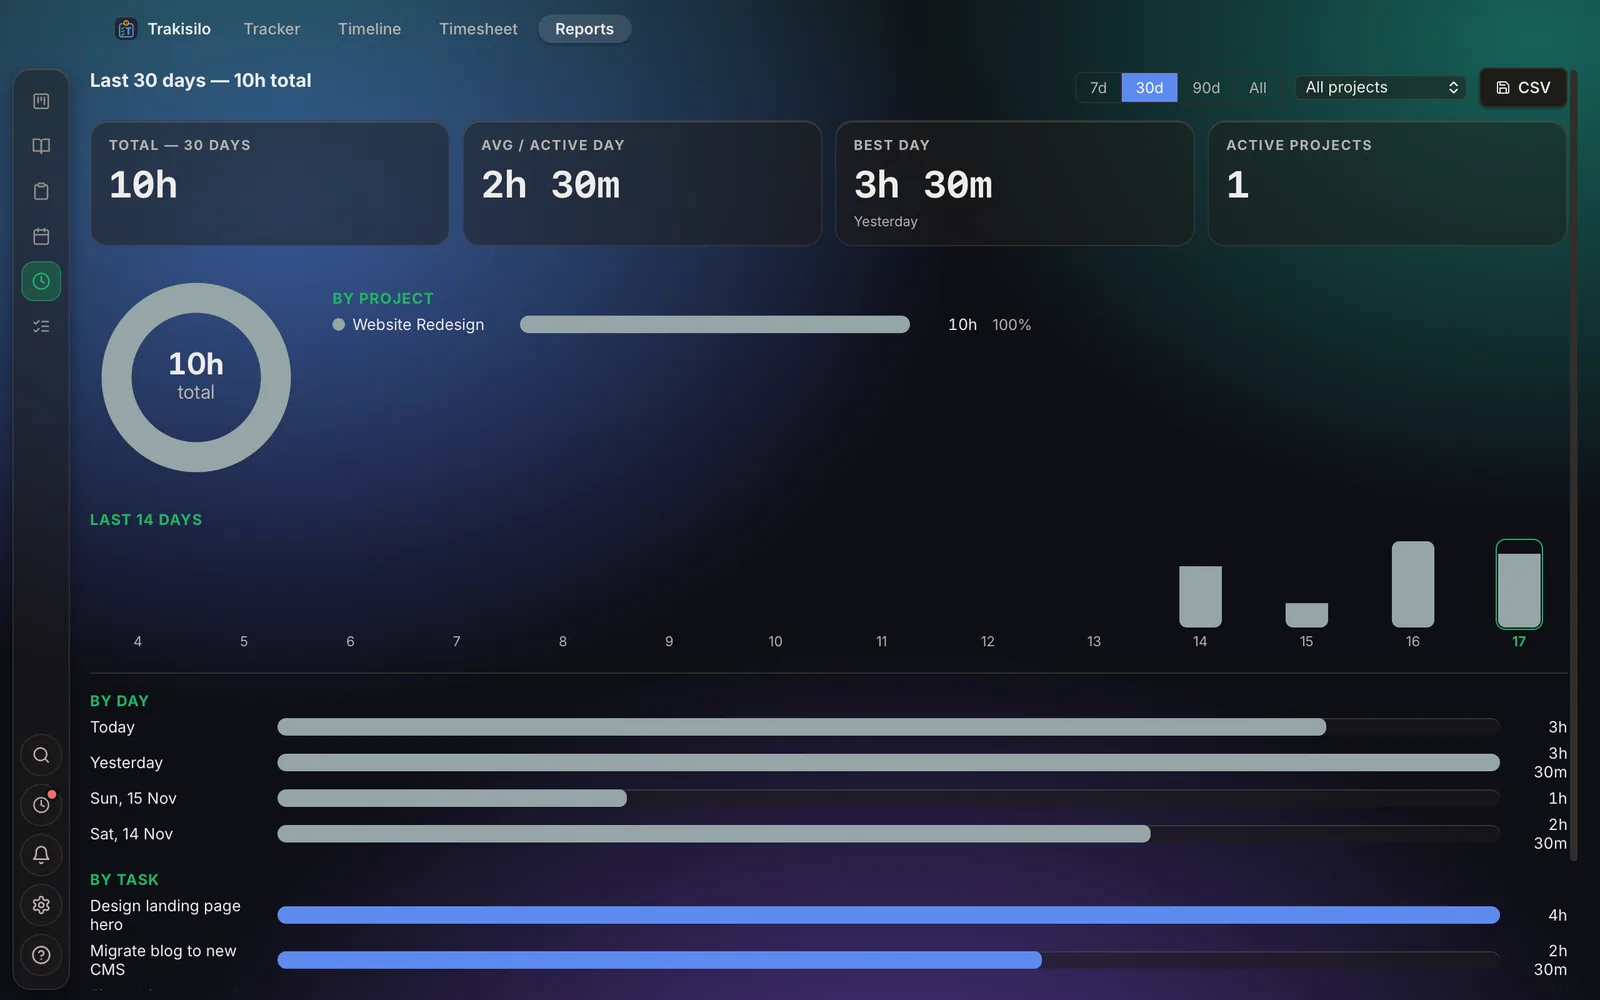 Trakisilo Tracker Timeline Timesheet Reports
Last 30 days — 10h total
7d 30d 90d All All projects CSV
TOTAL — 30 DAYS
10h
AVG / ACTIVE DAY
2h 30m
BEST DAY
3h 30m
Yesterday
ACTIVE PROJECTS
1
10h
total
BY PROJECT
Website Redesign 10h 100%
LAST 14 DAYS
4 5 6 7 8 9 10 11 12 13 14 15 16 17
BY DAY
Today 3h
Yesterday 3h
30m
Sun, 15 Nov 1h
Sat, 14 Nov 2h
30m
BY TASK
Design landing page
hero 4h
Migrate blog to new 2h
CMS 30m